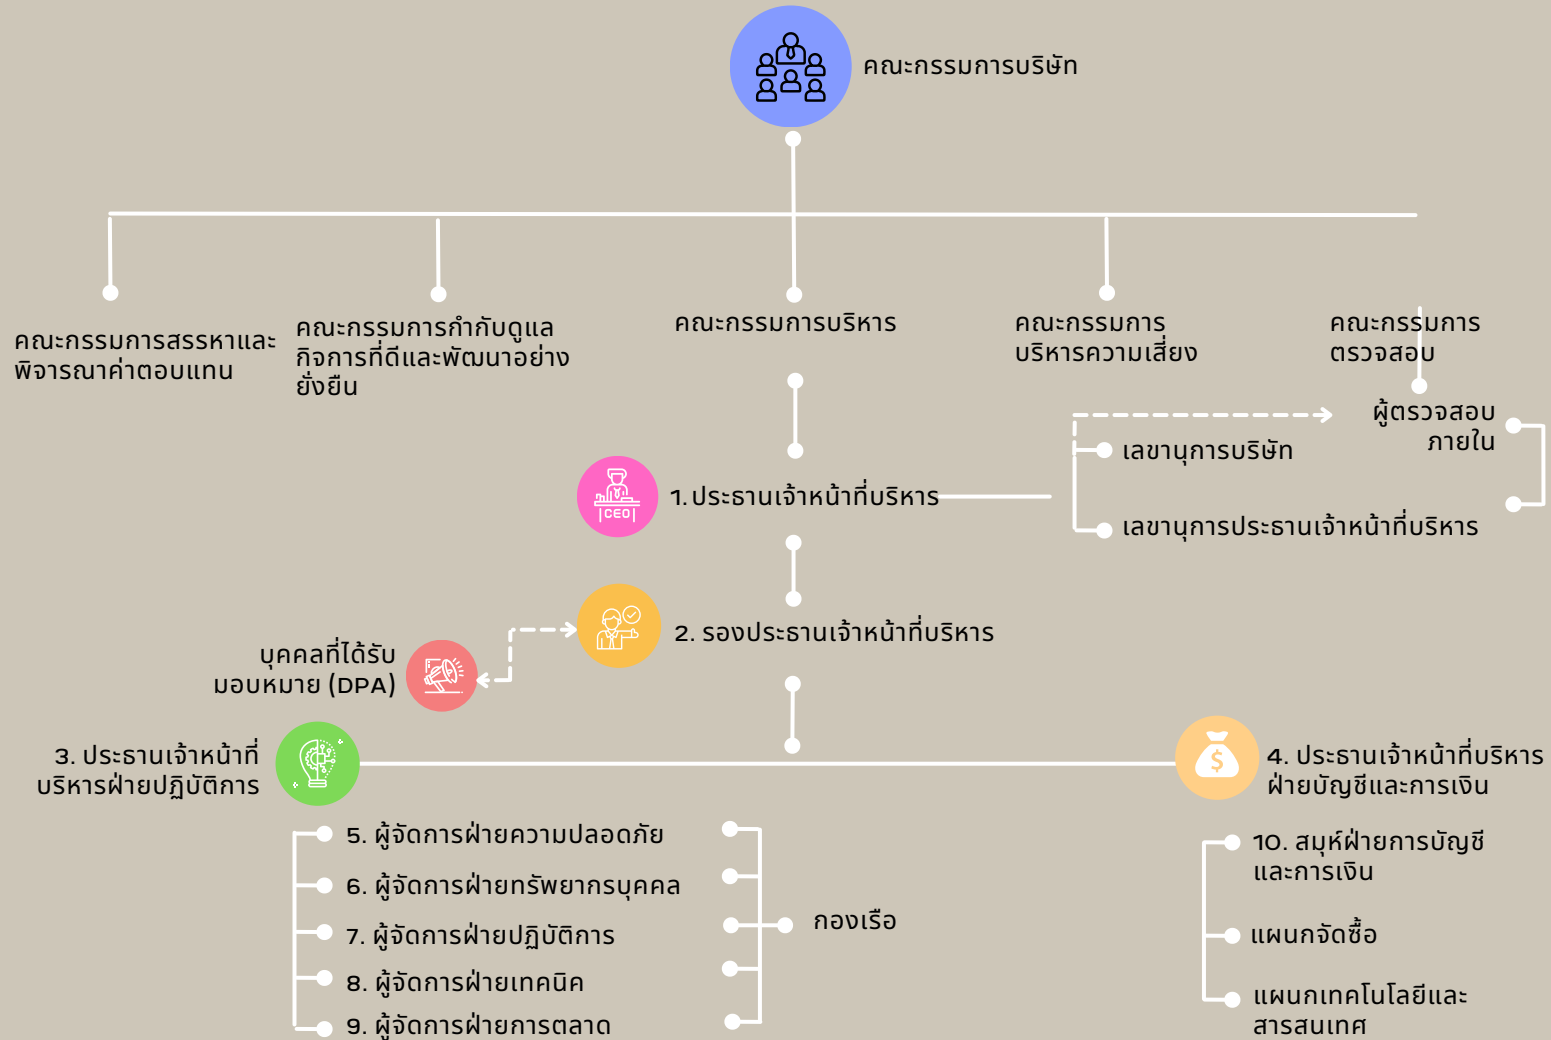 คณะกรรมการบริษัท
คณะกรรมการสรรหาและ
พิจารณาค่าตอบแทน
คณะกรรมการกำกับดูแล
กิจการที่ดีและพัฒนาอย่าง
ยั่งยืน
คณะกรรมการบริหาร
คณะกรรมการ
บริหารความเสี่ยง
คณะกรรมการ
ตรวจสอบ
ผู้ตรวจสอบ
ภายใน
เลขานุการบริษัท
CEO
1. ประธานเจ้าหน้าที่บริหาร
เลขานุการประธานเจ้าหน้าที่บริหาร
2. รองประธานเจ้าหน้าที่บริหาร
บุคคลที่ได้รับ
มอบหมาย (DPA)
3. ประธานเจ้าหน้าที่
บริหารฝ่ายปฏิบัติการ
$
4. ประธานเจ้าหน้าที่บริหาร
ฝ่ายบัญชีและการเงิน
5. ผู้จัดการฝ่ายความปลอดภัย
6. ผู้จัดการฝ่ายทรัพยากรบุคคล
7. ผู้จัดการฝ่ายปฏิบัติการ
8. ผู้จัดการฝ่ายเทคนิค
9. ผู้จัดการฝ่ายการตลาด
กองเรือ
10. สมุห์ฝ่ายการบัญชี
และการเงิน
แผนกจัดซื้อ
แผนกเทคโนโลยีและ
สารสนเทศ